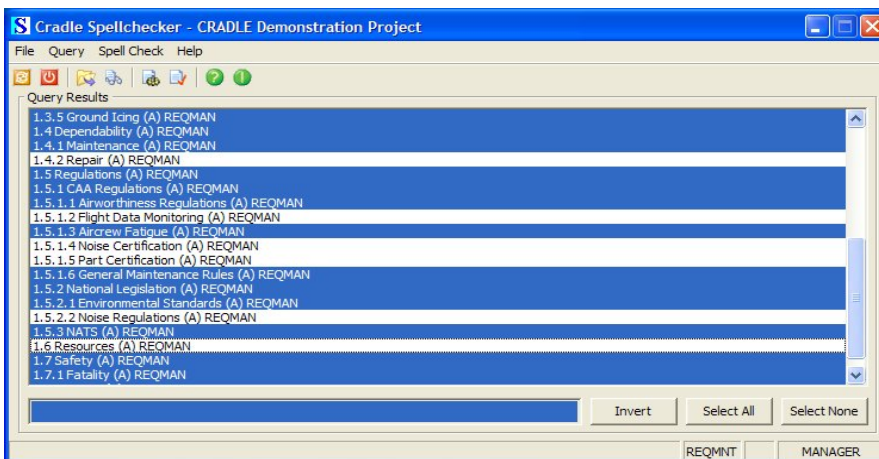 S Cradle Spellchecker - CRADLE Demonstration Project
File Query Spell Check Help
Query Results
1.3.5 Ground Icing (A) REQMAN
1.4 Dependability (A) REQMAN
1.4.1 Maintenance (A) REQMAN
1.4.2 Repair (A) REQMAN
1.5 Regulations (A) REQMAN
1.5.1 CAA Regulations (A) REQMAN
1.5.1.1 Airworthiness Regulations (A) REQMAN
1.5.1.2 Flight Data Monitoring (A) REQMAN
1.5.1.3 Aircrew Fatigue (A) REQMAN
1.5.1.4 Noise Certification (A) REQMAN
1.5.1.5 Part Certification (A) REQMAN
1.5.1.6 General Maintenance Rules (A) REQMAN
1.5.2 National Legislation (A) REQMAN
1.5.2.1 Environmental Standards (A) REQMAN
1.5.2.2 Noise Regulations (A) REQMAN
1.5.3 NATS (A) REQMAN
1.6 Resources (A) REQMAN
1.7 Safety (A) REQMAN
1.7.1 Fatality (A) REQMAN
Invert Select All Select None
REQMNT MANAGER